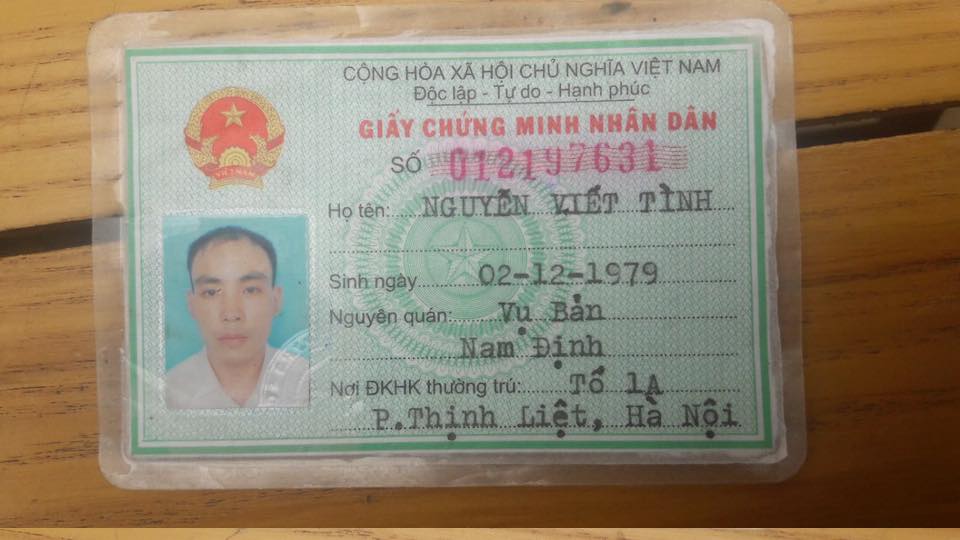 CỘNG HÒA XÃ HỘI CHỦ NGHĨA VIỆT NAM
Độc lập - Tự do - Hạnh phúc
GIẤY CHỨNG MINH NHÂN DÂN
SỐ 012197631
Họ tên: NGUYỄN VIẾT TÌNH
Sinh ngày 02-12-1979
Nguyên quán: Vụ Bản
Nam Định
Nơi ĐKHK thường trú: Tổ 1A
P.Thịnh Liệt, Hà Nội
VIỆT NAM